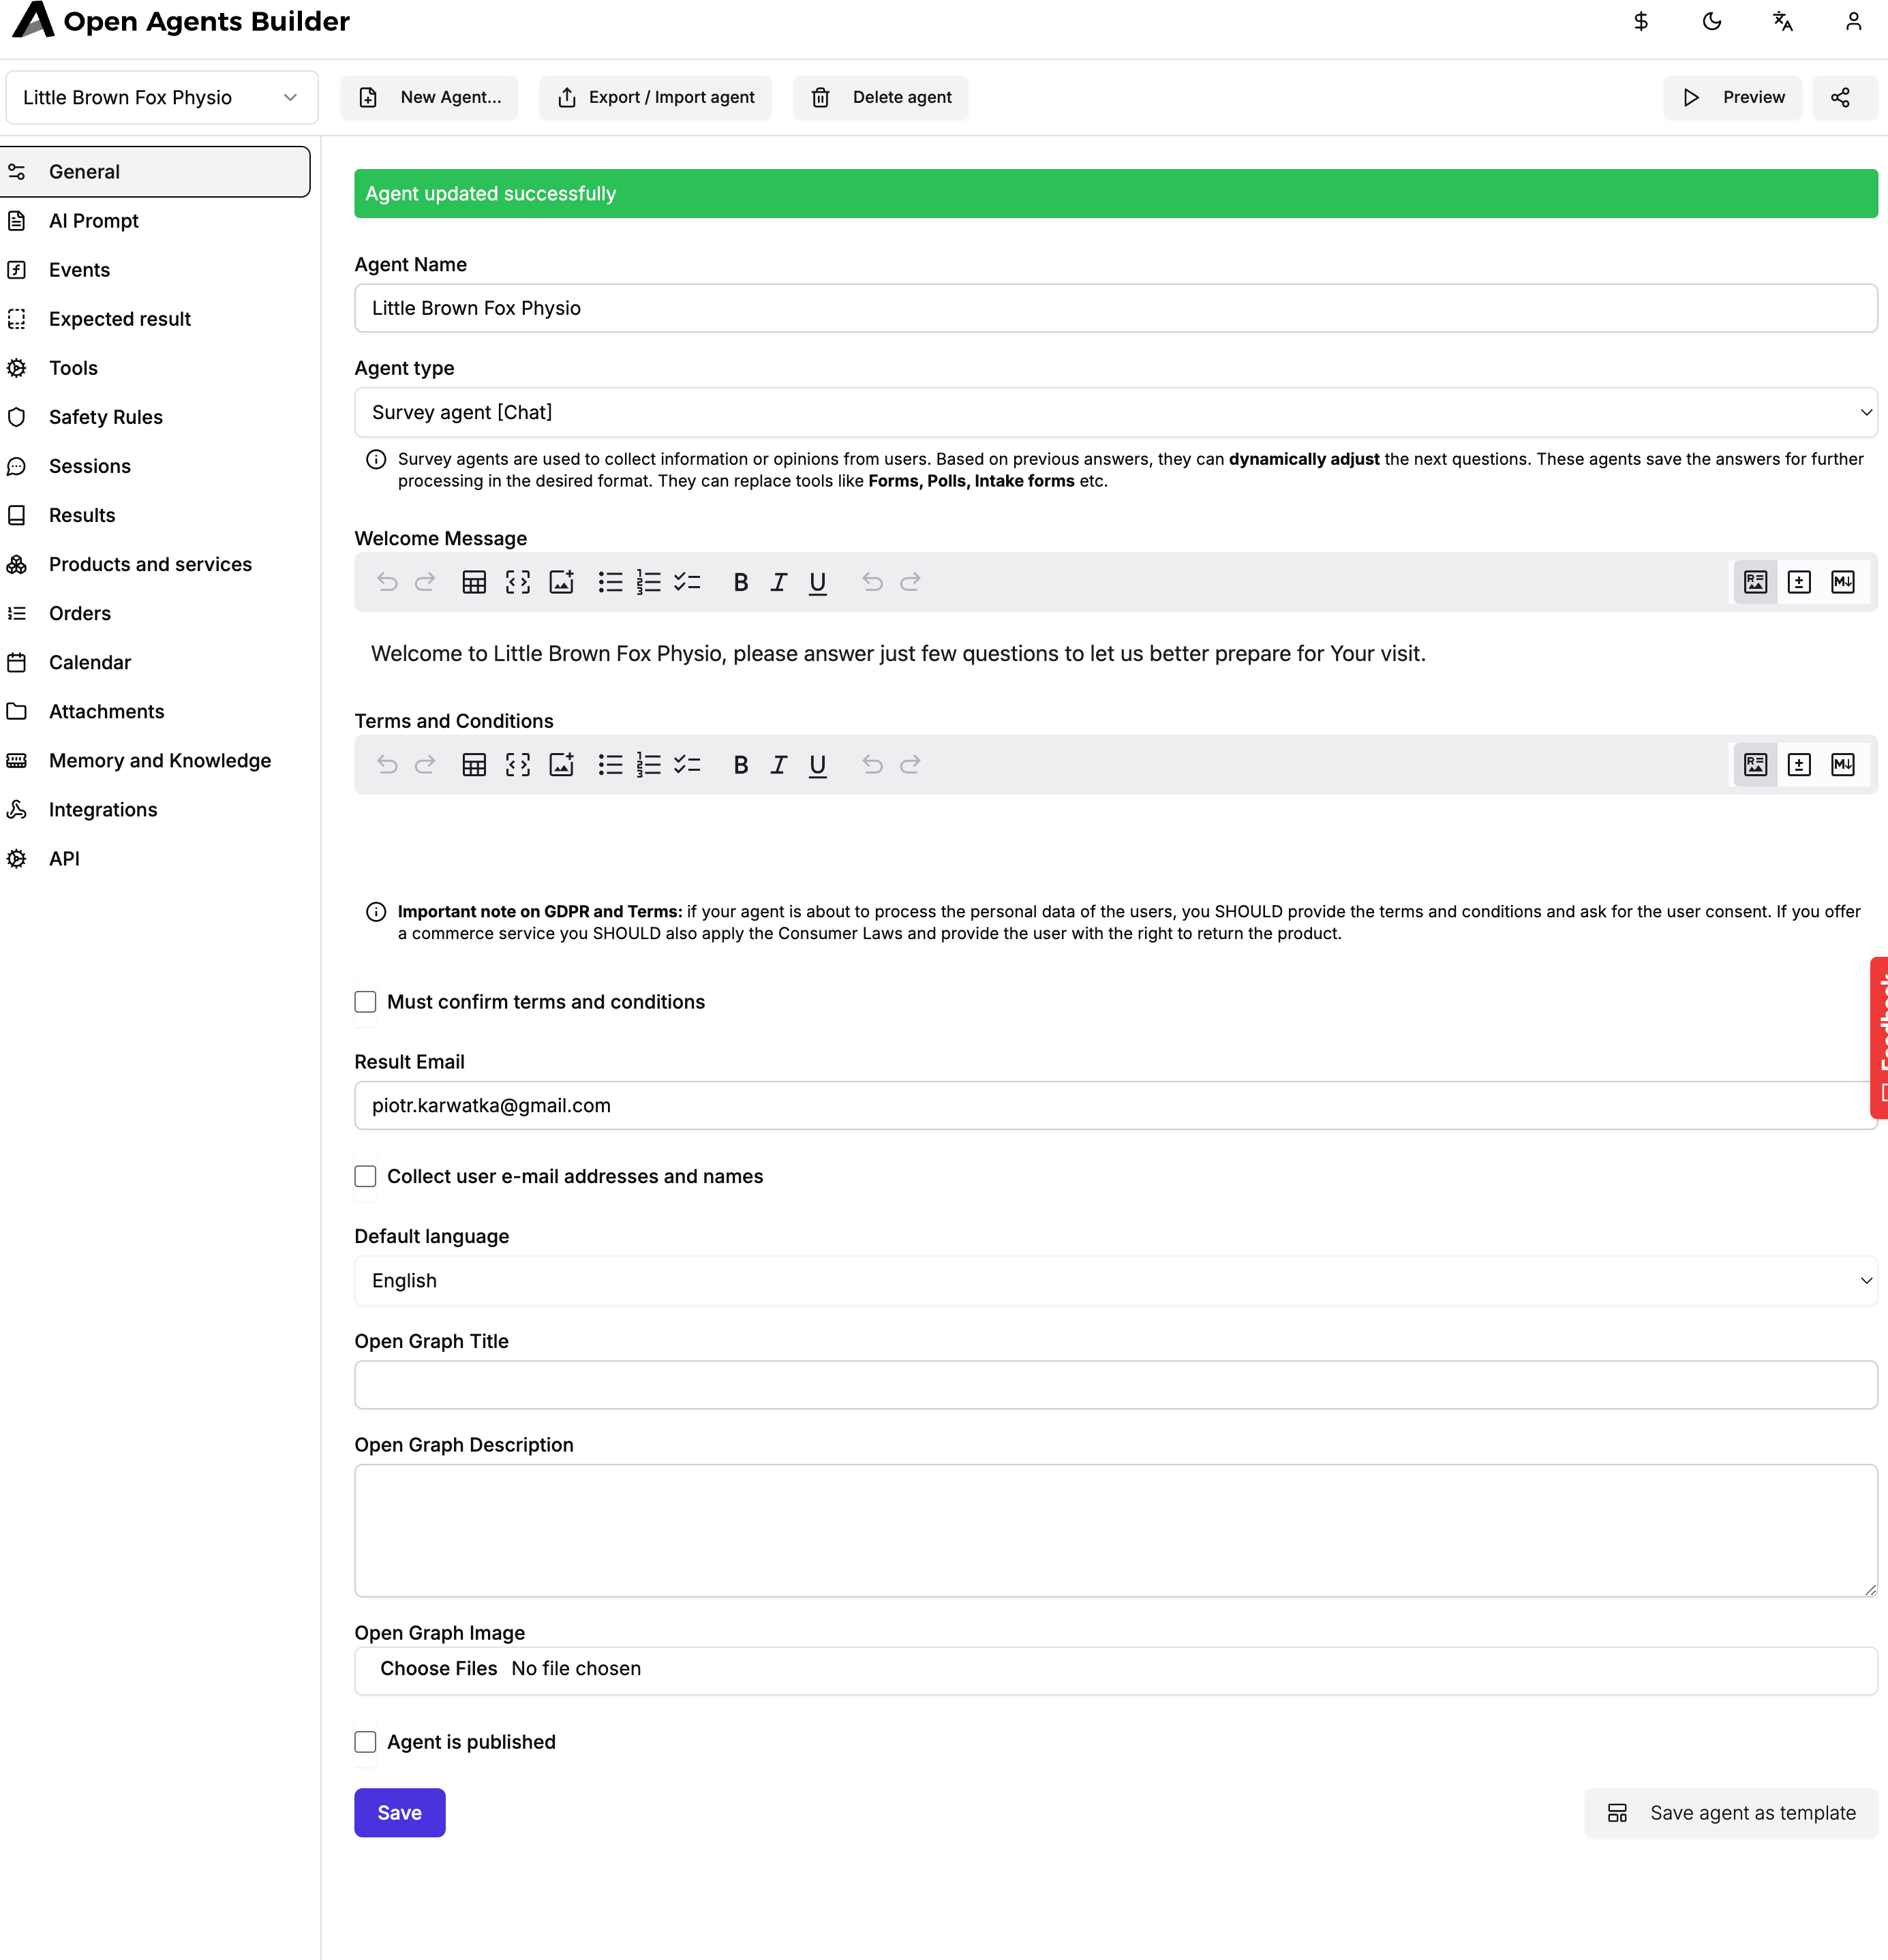 Open Agents Builder
Little Brown Fox Physio
New Agent...
Export / Import agent
Delete agent
Preview
General
AI Prompt
Events
Expected result
Tools
Safety Rules
Sessions
Results
Products and services
Orders
Calendar
Attachments
Memory and Knowledge
Integrations
API
Agent updated successfully
Agent Name
Little Brown Fox Physio
Agent type
Survey agent [Chat]
Survey agents are used to collect information or opinions from users. Based on previous answers, they can dynamically adjust the next questions. These agents save the answers for further
processing in the desired format. They can replace tools like Forms, Polls, Intake forms etc.
Welcome Message
Welcome to Little Brown Fox Physio, please answer just few questions to let us better prepare for Your visit.
Terms and Conditions
Important note on GDPR and Terms: if your agent is about to process the personal data of the users, you SHOULD provide the terms and conditions and ask for the user consent. If you offer
a commerce service you SHOULD also apply the Consumer Laws and provide the user with the right to return the product.
Must confirm terms and conditions
Feedback
Result Email
piotr.karwatka@gmail.com
Collect user e-mail addresses and names
Default language
English
Open Graph Title
Open Graph Description
Open Graph Image
Choose Files No file chosen
Agent is published
Save
Save agent as template